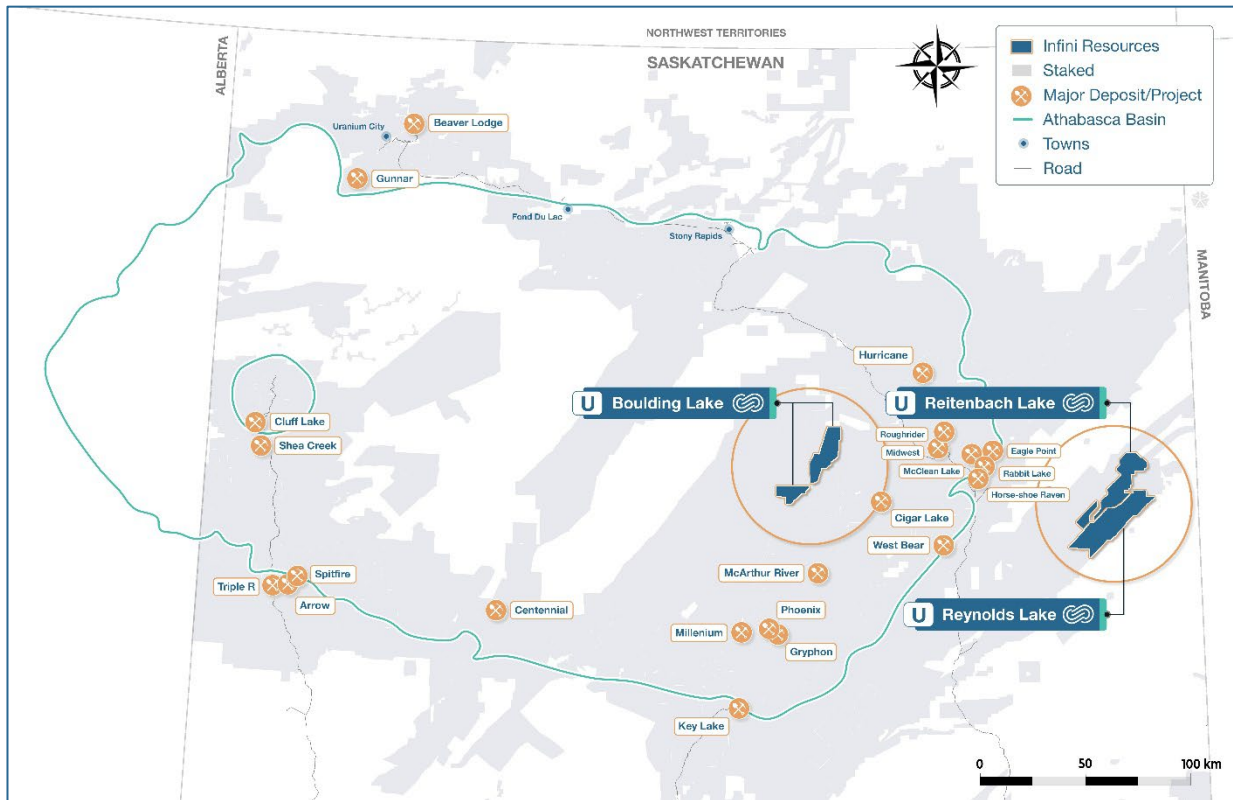 NORTHWEST TERRITORIES
SASKATCHEWAN
ALBERTA
MANITOBA
Infini Resources
Staked
Major Deposit/Project
Athabasca Basin
Towns
Road
Uranium City
Beaver Lodge
Gunnar
Fond Du Lac
Stony Rapids
Hurricane
U Boulding Lake
U Reitenbach Lake
Cluff Lake
Shea Creek
Roughrider
Midwest
Eagle Point
McClean Lake
Rabbit Lake
Horse-shoe Raven
Cigar Lake
West Bear
McArthur River
Spitfire
Triple R
Arrow
Centennial
Phoenix
Millenium
Gryphon
U Reynolds Lake
Key Lake
0 50 100 km